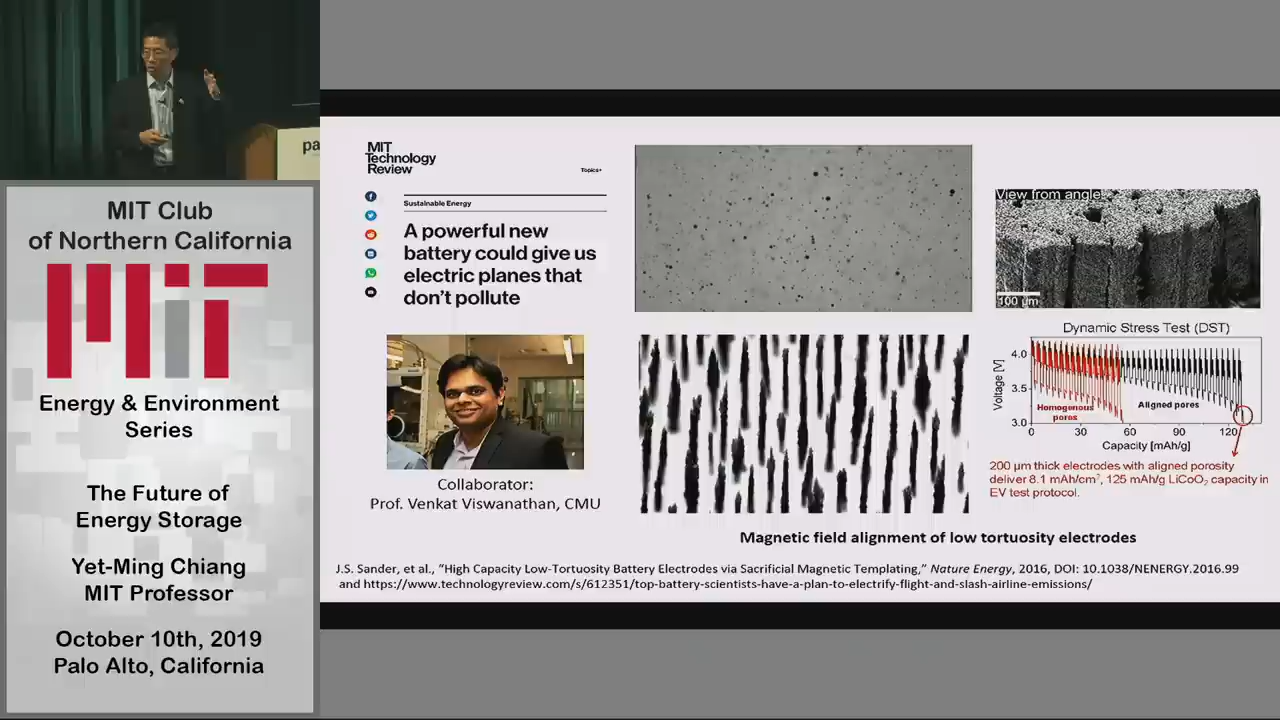 pa
MIT Club
of Northern California
MIT
Energy & Environment
Series
The Future of
Energy Storage
Yet-Ming Chiang
MIT Professor
October 10th, 2019
Palo Alto, California
MIT
Technology
Review
Topics+
Sustainable Energy
A powerful new
battery could give us
electric planes that
don't pollute
Collaborator:
Prof. Venkat Viswanathan, CMU
View from angle
100 µm
Dynamic Stress Test (DST)
Voltage [V]
4.0
3.5
3.0
Homogenous
pores
Aligned pores
0 30 60 90 120
Capacity [mAh/g]
200 µm thick electrodes with aligned porosity
deliver 8.1 mAh/cm², 125 mAh/g LiCoO₂ capacity in
EV test protocol.
Magnetic field alignment of low tortuosity electrodes
J.S. Sander, et al., “High Capacity Low-Tortuosity Battery Electrodes via Sacrificial Magnetic Templating,” Nature Energy, 2016, DOI: 10.1038/NENERGY.2016.99
and https://www.technologyreview.com/s/612351/top-battery-scientists-have-a-plan-to-electrify-flight-and-slash-airline-emissions/